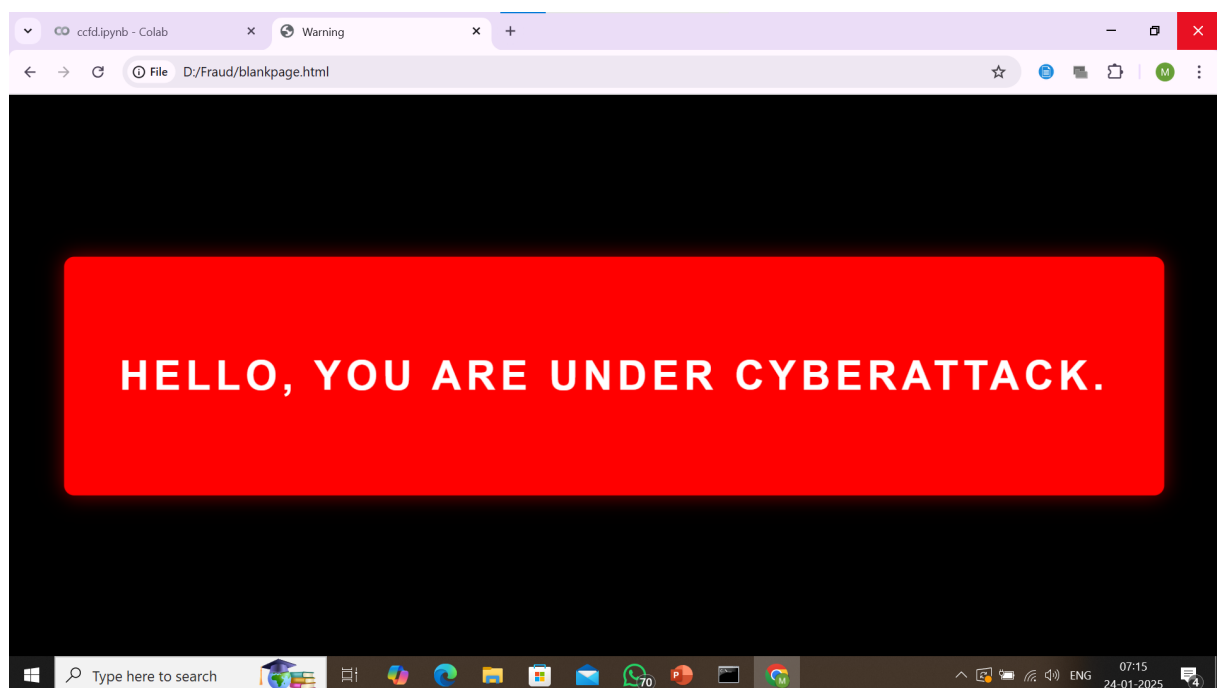 ccfd.ipynb - Colab
Warning
File D:/Fraud/blankpage.html
M
HELLO, YOU ARE UNDER CYBERATTACK.
Type here to search
70
ENG
07:15
24-01-2025
4